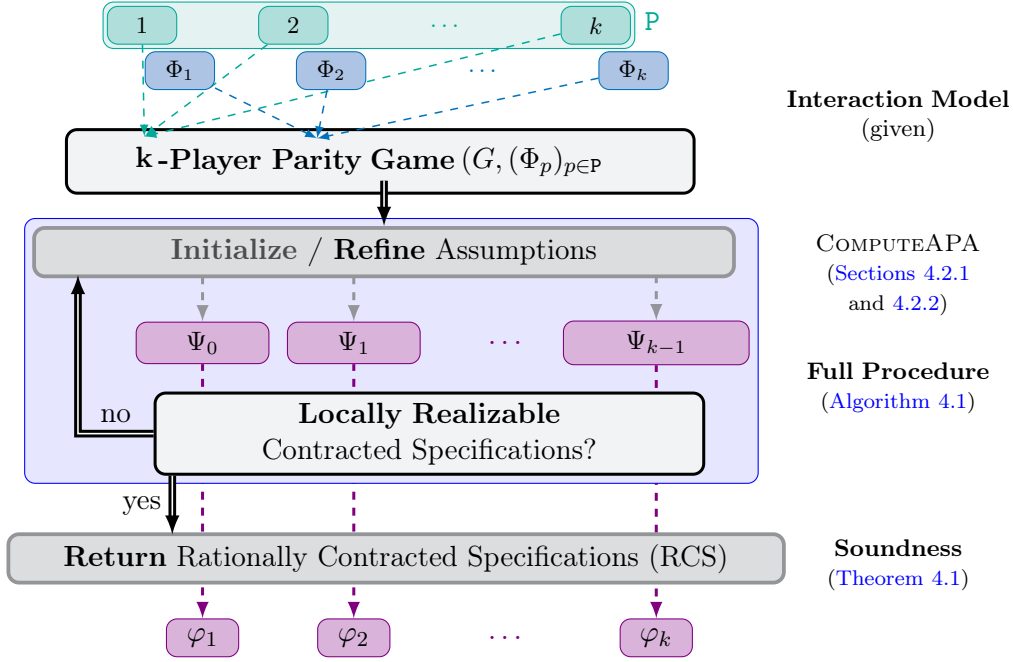 1 2 ⋯ k P
Φ₁ Φ₂ ⋯ Φₖ
Interaction Model
(given)
k-Player Parity Game (G, (Φₚ)ₚ∈P
Initialize / Refine Assumptions
COMPUTEAPA
(Sections 4.2.1
and 4.2.2)
Ψ₀ Ψ₁ ⋯ Ψₖ₋₁
Full Procedure
(Algorithm 4.1)
no
Locally Realizable
Contracted Specifications?
yes
Return Rationally Contracted Specifications (RCS)
Soundness
(Theorem 4.1)
φ₁ φ₂ ⋯ φₖ